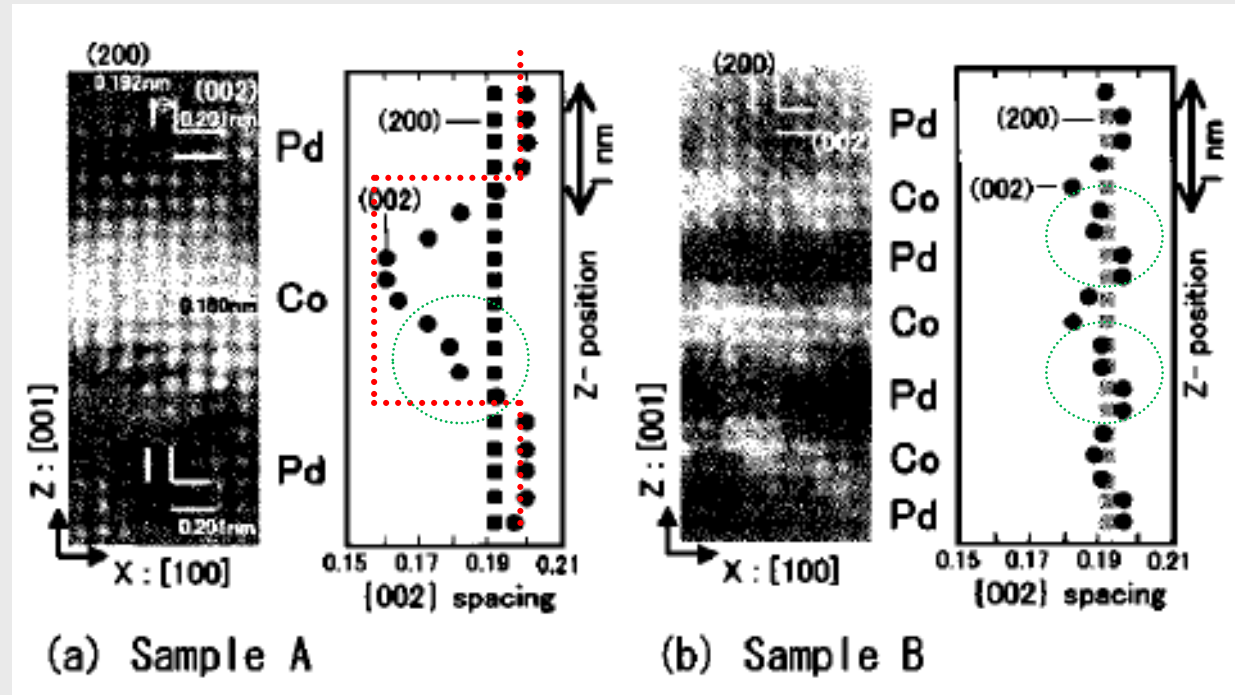 (200)
0.192nm
(002)
0.201nm
Pd
0.180nm
Co
Pd
0.201nm
Z : [001]
X : [100]
(200)
(002)
1 nm
Z- position
0.15 0.17 0.19 0.21
{002} spacing
(a) Sample A
(200)
(002)
Pd
Co
Pd
Co
Pd
Co
Pd
Z : [001]
X : [100]
(200)
(002)
1 nm
Z- position
0.15 0.17 0.19 0.21
{002} spacing
(b) Sample B